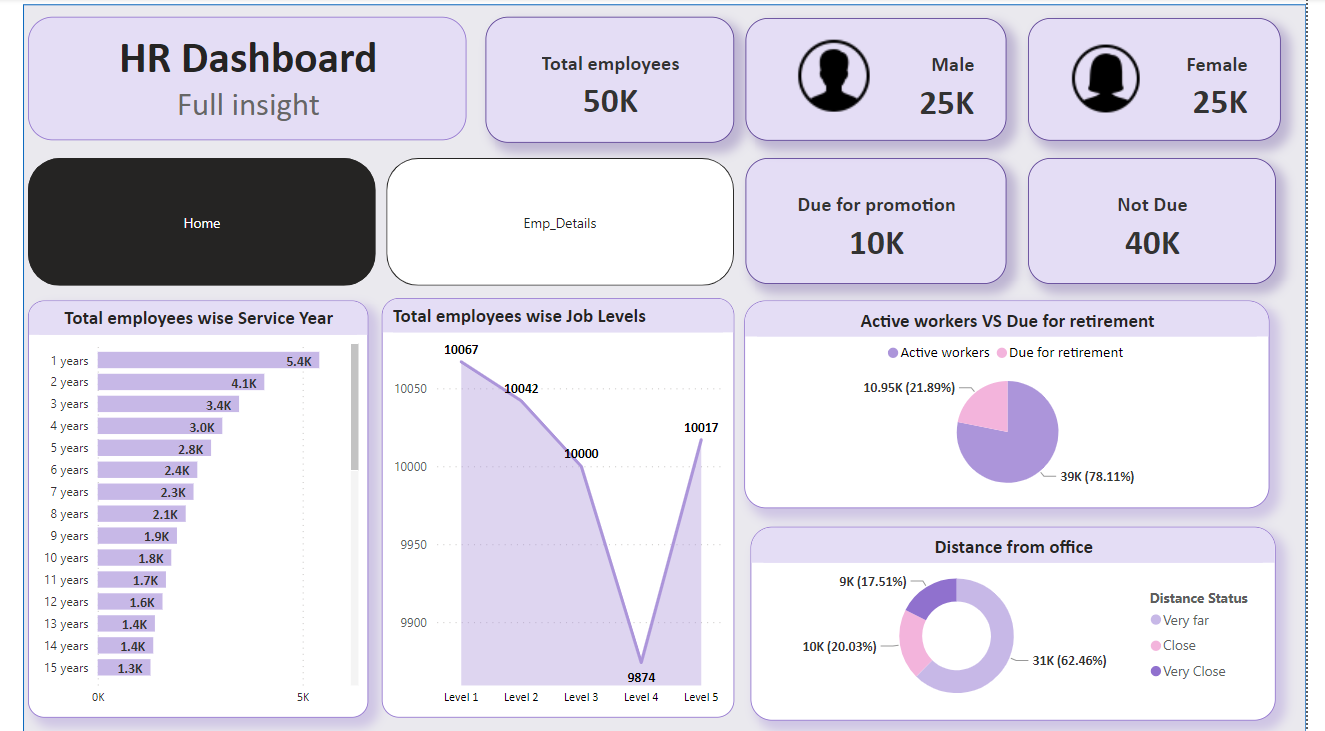 HR Dashboard
Full insight
Total employees
50K
Male
25K
Female
25K
Home
Emp_Details
Due for promotion
10K
Not Due
40K
Total employees wise Service Year
1 years 5.4K
2 years 4.1K
3 years 3.4K
4 years 3.0K
5 years 2.8K
6 years 2.4K
7 years 2.3K
8 years 2.1K
9 years 1.9K
10 years 1.8K
11 years 1.7K
12 years 1.6K
13 years 1.4K
14 years 1.4K
15 years 1.3K
0K 5K
Total employees wise Job Levels
10067
10050
10042
10017
10000
10000
9950
9900
9874
Level 1 Level 2 Level 3 Level 4 Level 5
Active workers VS Due for retirement
Active workers Due for retirement
10.95K (21.89%)
39K (78.11%)
Distance from office
9K (17.51%)
10K (20.03%)
31K (62.46%)
Distance Status
Very far
Close
Very Close